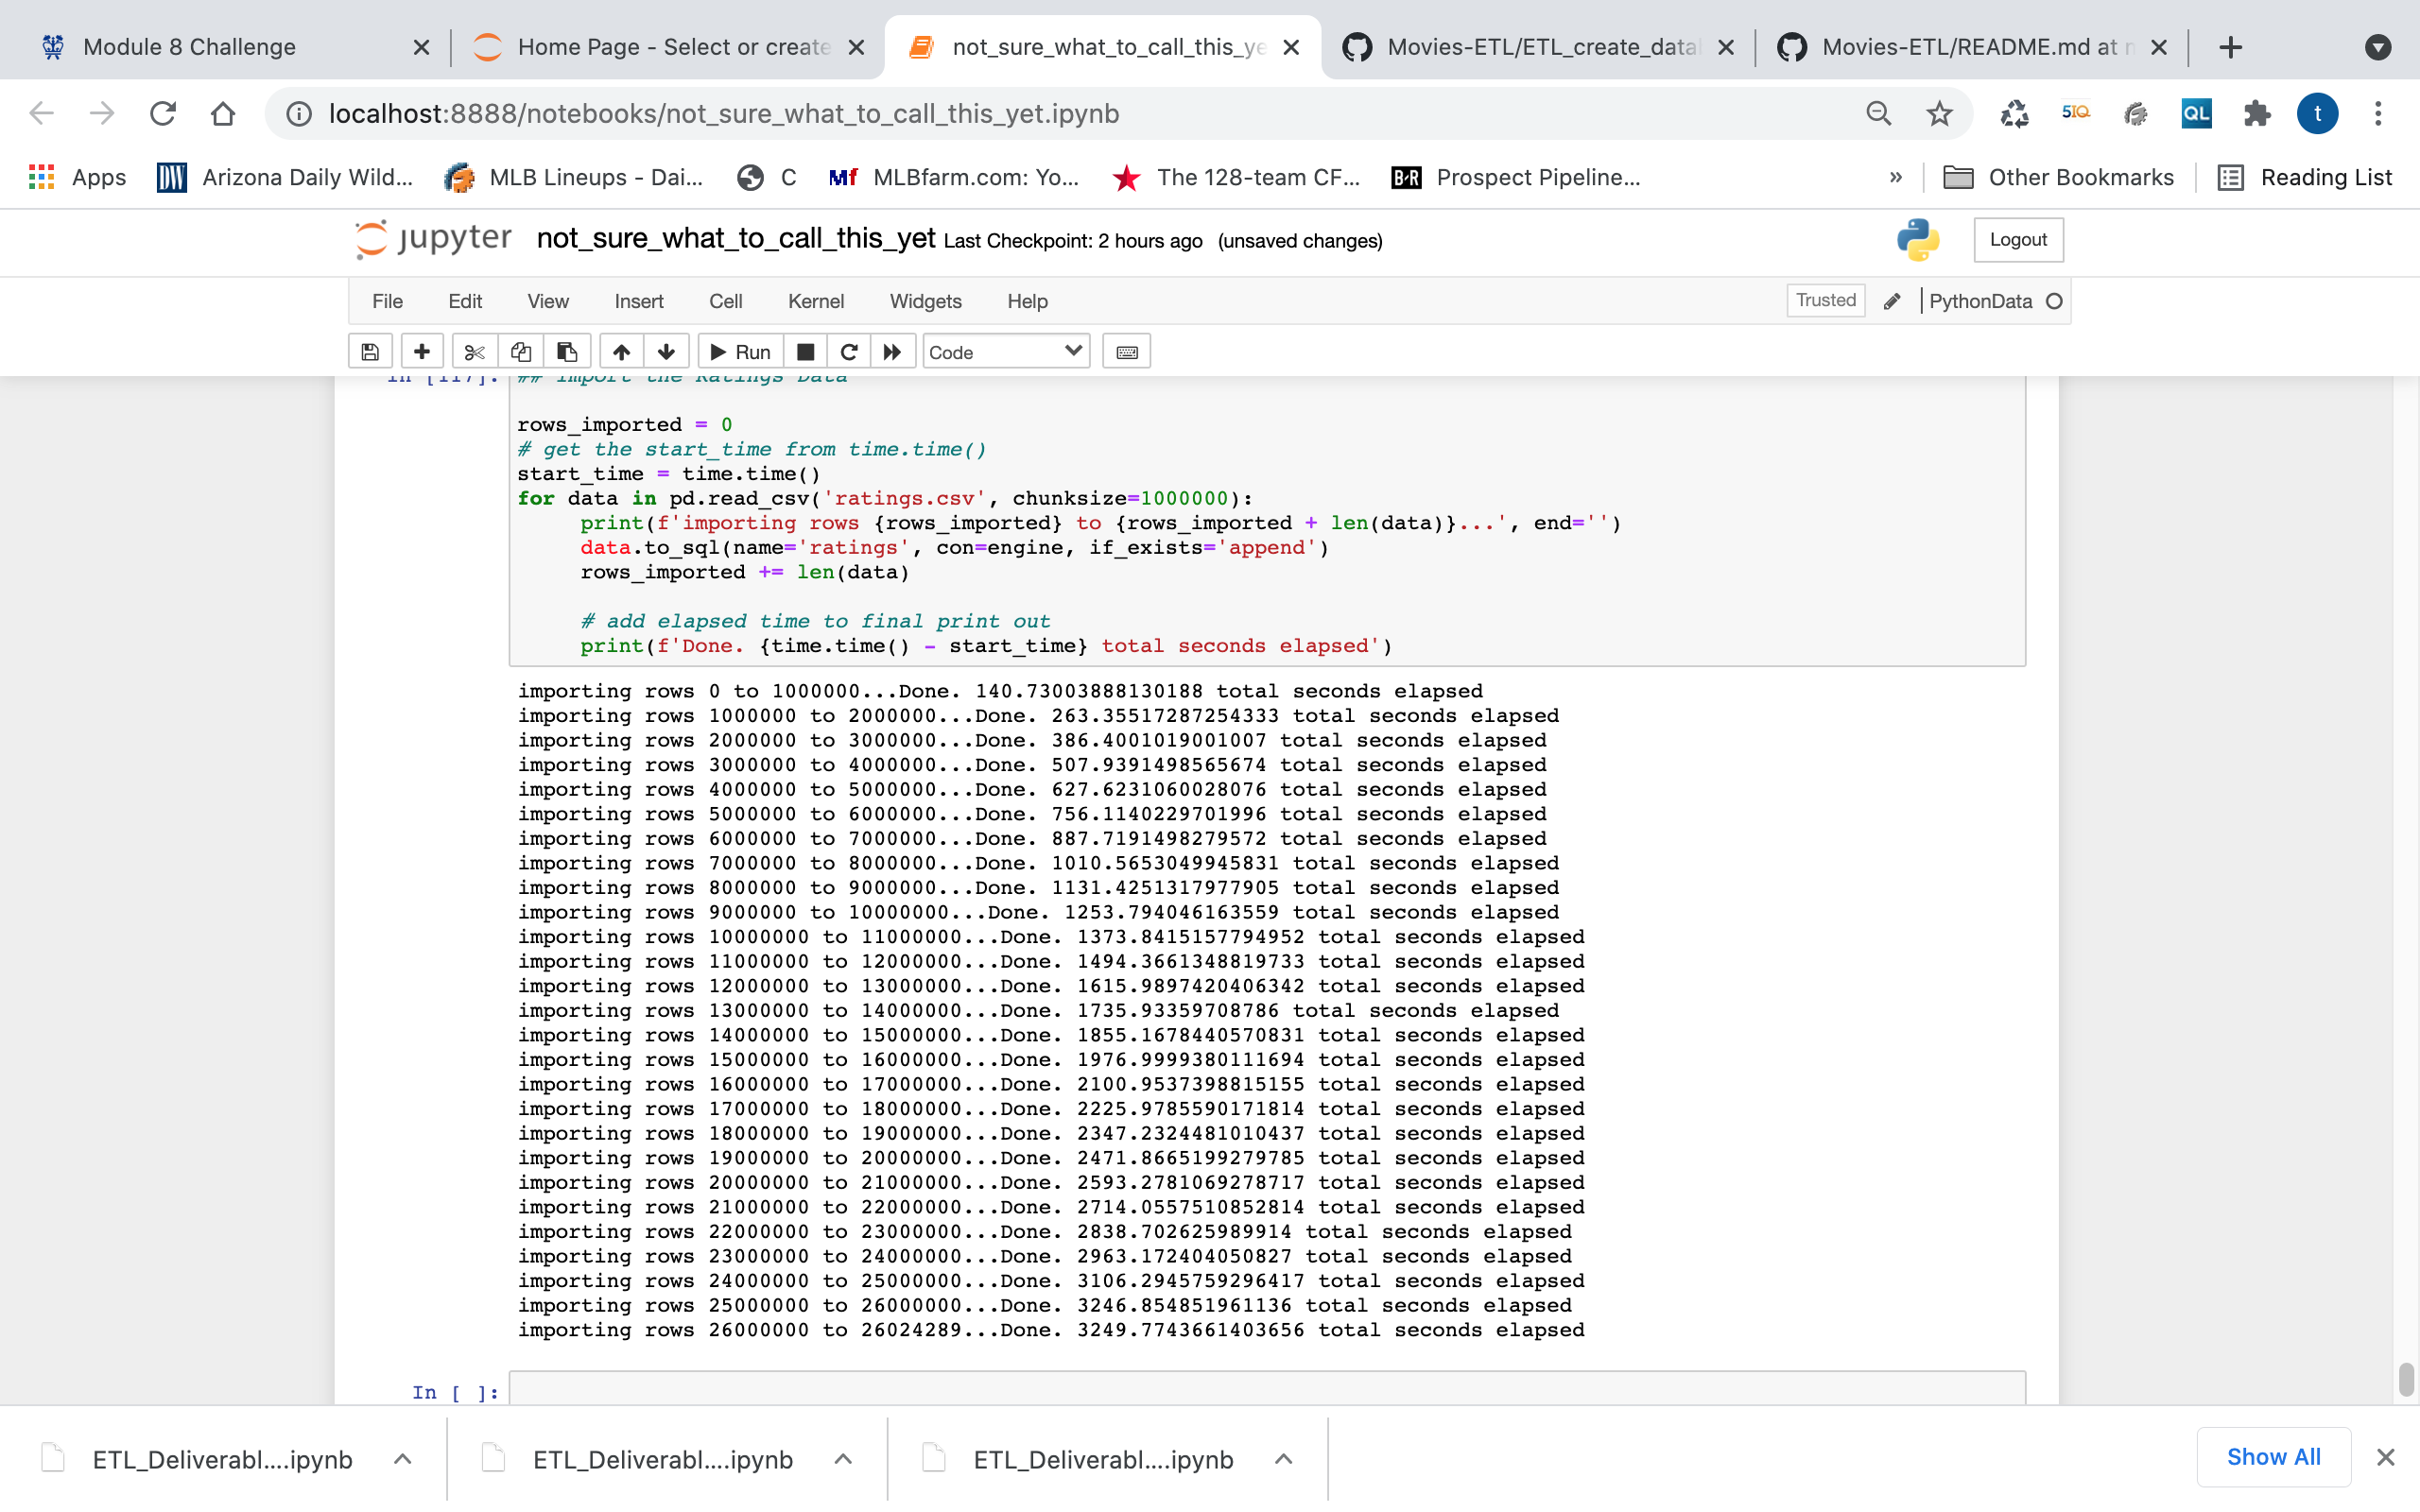 Module 8 Challenge
Home Page - Select or create
not_sure_what_to_call_this_ye
Movies-ETL/ETL_create_datal
Movies-ETL/README.md at n
localhost:8888/notebooks/not_sure_what_to_call_this_yet.ipynb
5IQ
QL
t
Apps
DW
Arizona Daily Wild...
MLB Lineups - Dai...
C
Mf
MLBfarm.com: Yo...
The 128-team CF...
B-R
Prospect Pipeline...
»
Other Bookmarks
Reading List
jupyter
not_sure_what_to_call_this_yet Last Checkpoint: 2 hours ago (unsaved changes)
Logout
File Edit View Insert Cell Kernel Widgets Help
Trusted
PythonData
Run
Code
In [117]: ## import the Ratings Data
rows_imported = 0
# get the start_time from time.time()
start_time = time.time()
for data in pd.read_csv('ratings.csv', chunksize=1000000):
print(f'importing rows {rows_imported} to {rows_imported + len(data)}...', end='')
data.to_sql(name='ratings', con=engine, if_exists='append')
rows_imported += len(data)
# add elapsed time to final print out
print(f'Done. {time.time() - start_time} total seconds elapsed')
importing rows 0 to 1000000...Done. 140.73003888130188 total seconds elapsed
importing rows 1000000 to 2000000...Done. 263.35517287254333 total seconds elapsed
importing rows 2000000 to 3000000...Done. 386.4001019001007 total seconds elapsed
importing rows 3000000 to 4000000...Done. 507.9391498565674 total seconds elapsed
importing rows 4000000 to 5000000...Done. 627.6231060028076 total seconds elapsed
importing rows 5000000 to 6000000...Done. 756.1140229701996 total seconds elapsed
importing rows 6000000 to 7000000...Done. 887.7191498279572 total seconds elapsed
importing rows 7000000 to 8000000...Done. 1010.5653049945831 total seconds elapsed
importing rows 8000000 to 9000000...Done. 1131.4251317977905 total seconds elapsed
importing rows 9000000 to 10000000...Done. 1253.794046163559 total seconds elapsed
importing rows 10000000 to 11000000...Done. 1373.8415157794952 total seconds elapsed
importing rows 11000000 to 12000000...Done. 1494.3661348819733 total seconds elapsed
importing rows 12000000 to 13000000...Done. 1615.9897420406342 total seconds elapsed
importing rows 13000000 to 14000000...Done. 1735.93359708786 total seconds elapsed
importing rows 14000000 to 15000000...Done. 1855.1678440570831 total seconds elapsed
importing rows 15000000 to 16000000...Done. 1976.9999380111694 total seconds elapsed
importing rows 16000000 to 17000000...Done. 2100.9537398815155 total seconds elapsed
importing rows 17000000 to 18000000...Done. 2225.9785590171814 total seconds elapsed
importing rows 18000000 to 19000000...Done. 2347.2324481010437 total seconds elapsed
importing rows 19000000 to 20000000...Done. 2471.8665199279785 total seconds elapsed
importing rows 20000000 to 21000000...Done. 2593.2781069278717 total seconds elapsed
importing rows 21000000 to 22000000...Done. 2714.0557510852814 total seconds elapsed
importing rows 22000000 to 23000000...Done. 2838.702625989914 total seconds elapsed
importing rows 23000000 to 24000000...Done. 2963.172404050827 total seconds elapsed
importing rows 24000000 to 25000000...Done. 3106.2945759296417 total seconds elapsed
importing rows 25000000 to 26000000...Done. 3246.854851961136 total seconds elapsed
importing rows 26000000 to 26024289...Done. 3249.7743661403656 total seconds elapsed
In [ ]:
ETL_Deliverabl....ipynb
ETL_Deliverabl....ipynb
ETL_Deliverabl....ipynb
Show All